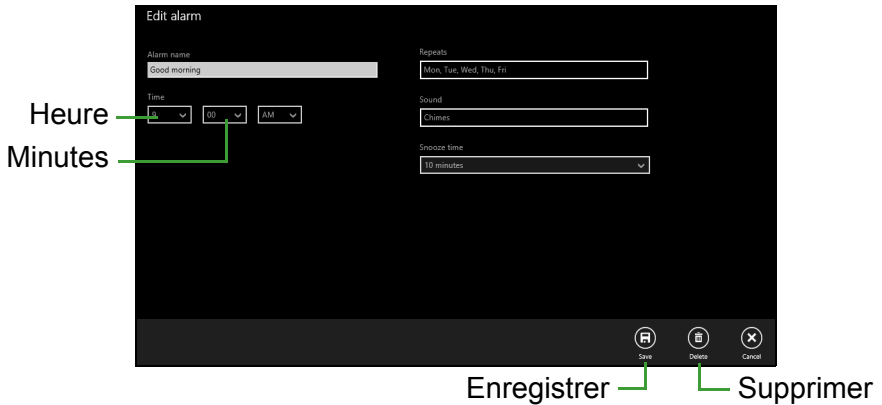 Edit alarm
Alarm name
Good morning
Time
00
AM
Repeats
Mon, Tue, Wed, Thu, Fri
Sound
Chimes
Snooze time
10 minutes
Heure
Minutes
Save
Delete
Cancel
Enregistrer
Supprimer